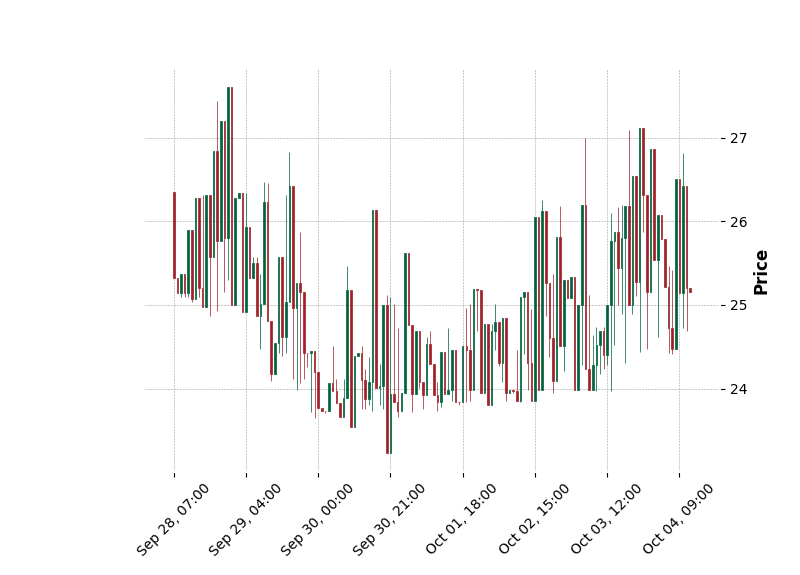 27
26
25
24
Price
Sep 28, 07:00
Sep 29, 04:00
Sep 30, 00:00
Sep 30, 21:00
Oct 01, 18:00
Oct 02, 15:00
Oct 03, 12:00
Oct 04, 09:00